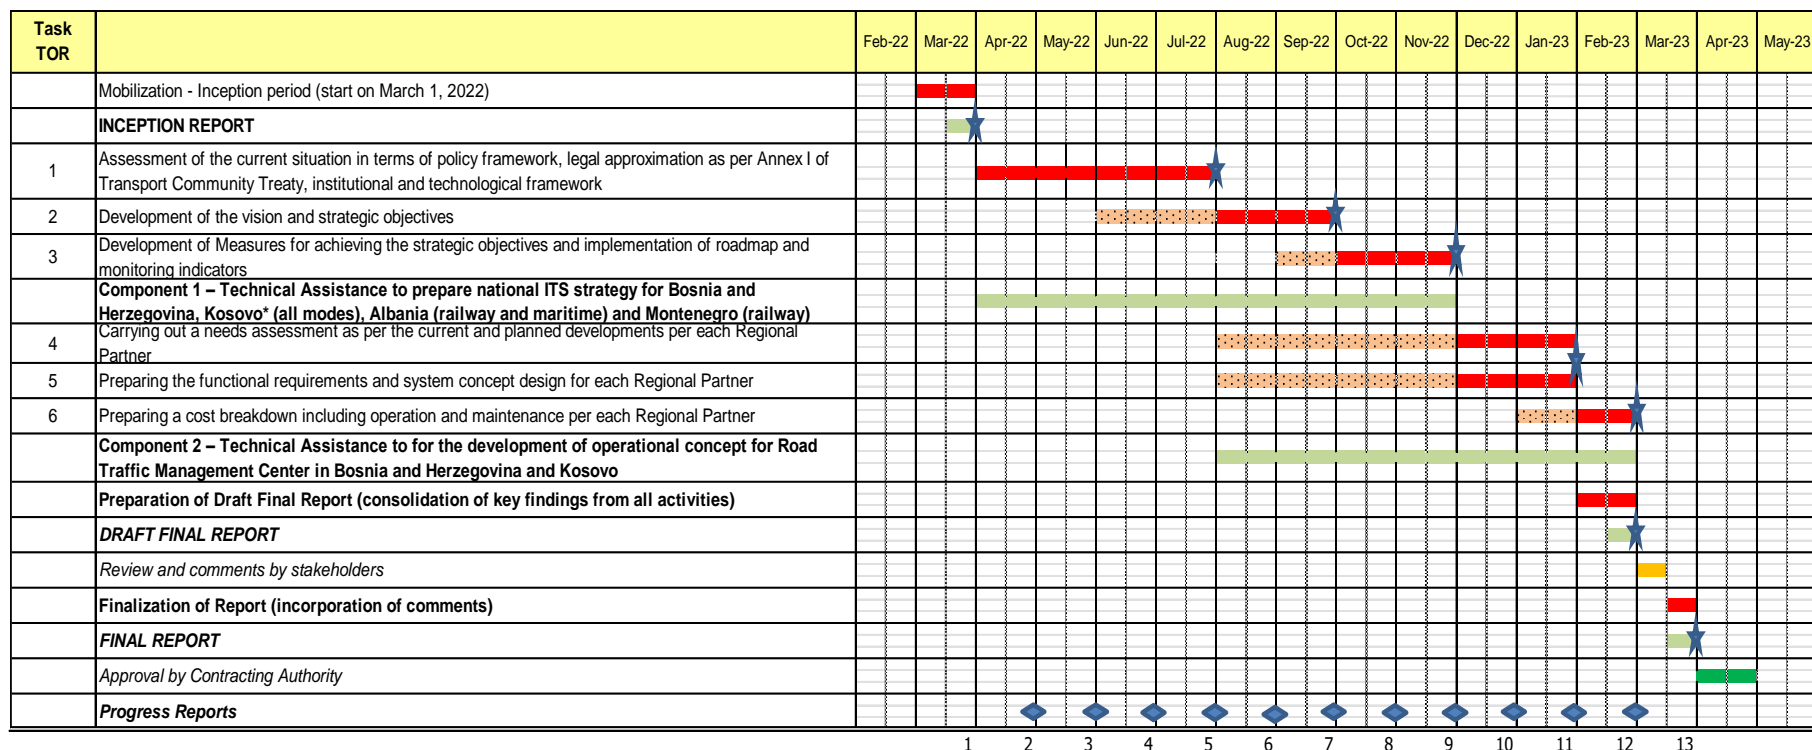 Task
TOR
Feb-22 Mar-22 Apr-22 May-22 Jun-22 Jul-22 Aug-22 Sep-22 Oct-22 Nov-22 Dec-22 Jan-23 Feb-23 Mar-23 Apr-23 May-23
Mobilization - Inception period (start on March 1, 2022)
INCEPTION REPORT
1
Assessment of the current situation in terms of policy framework, legal approximation as per Annex I of
Transport Community Treaty, institutional and technological framework
2
Development of the vision and strategic objectives
3
Development of Measures for achieving the strategic objectives and implementation of roadmap and
monitoring indicators
Component 1 – Technical Assistance to prepare national ITS strategy for Bosnia and
Herzegovina, Kosovo* (all modes), Albania (railway and maritime) and Montenegro (railway)
4
Carrying out a needs assessment as per the current and planned developments per each Regional
Partner
5
Preparing the functional requirements and system concept design for each Regional Partner
6
Preparing a cost breakdown including operation and maintenance per each Regional Partner
Component 2 – Technical Assistance to for the development of operational concept for Road
Traffic Management Center in Bosnia and Herzegovina and Kosovo
Preparation of Draft Final Report (consolidation of key findings from all activities)
DRAFT FINAL REPORT
Review and comments by stakeholders
Finalization of Report (incorporation of comments)
FINAL REPORT
Approval by Contracting Authority
Progress Reports
1 2 3 4 5 6 7 8 9 10 11 12 13